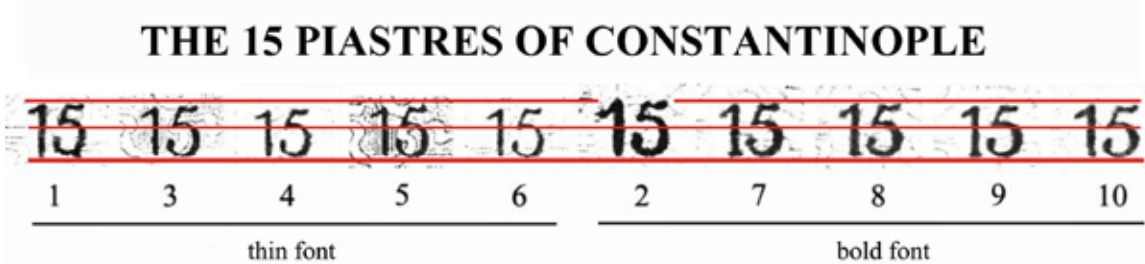 THE 15 PIASTRES OF CONSTANTINOPLE
15 15 15 15 15 15 15 15 15 15
1 3 4 5 6 2 7 8 9 10
thin font bold font